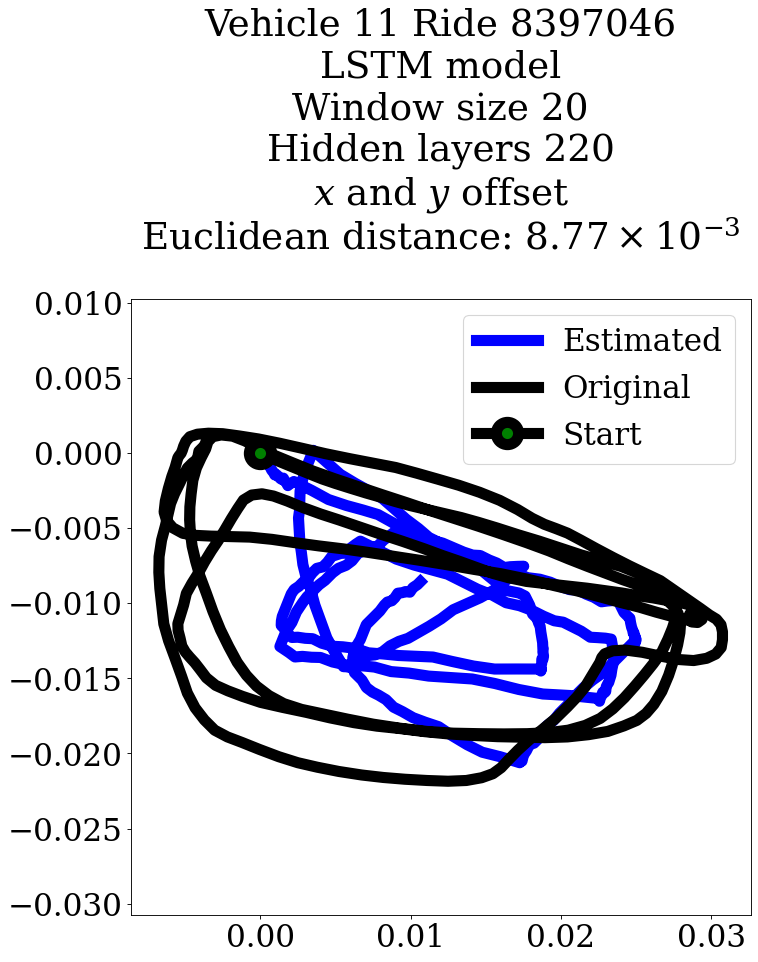 Vehicle 11 Ride 8397046
LSTM model
Window size 20
Hidden layers 220
x and y offset
Euclidean distance: 8.77 × 10⁻³
0.010
0.005
0.000
−0.005
−0.010
−0.015
−0.020
−0.025
−0.030
Estimated
Original
Start
0.00 0.01 0.02 0.03